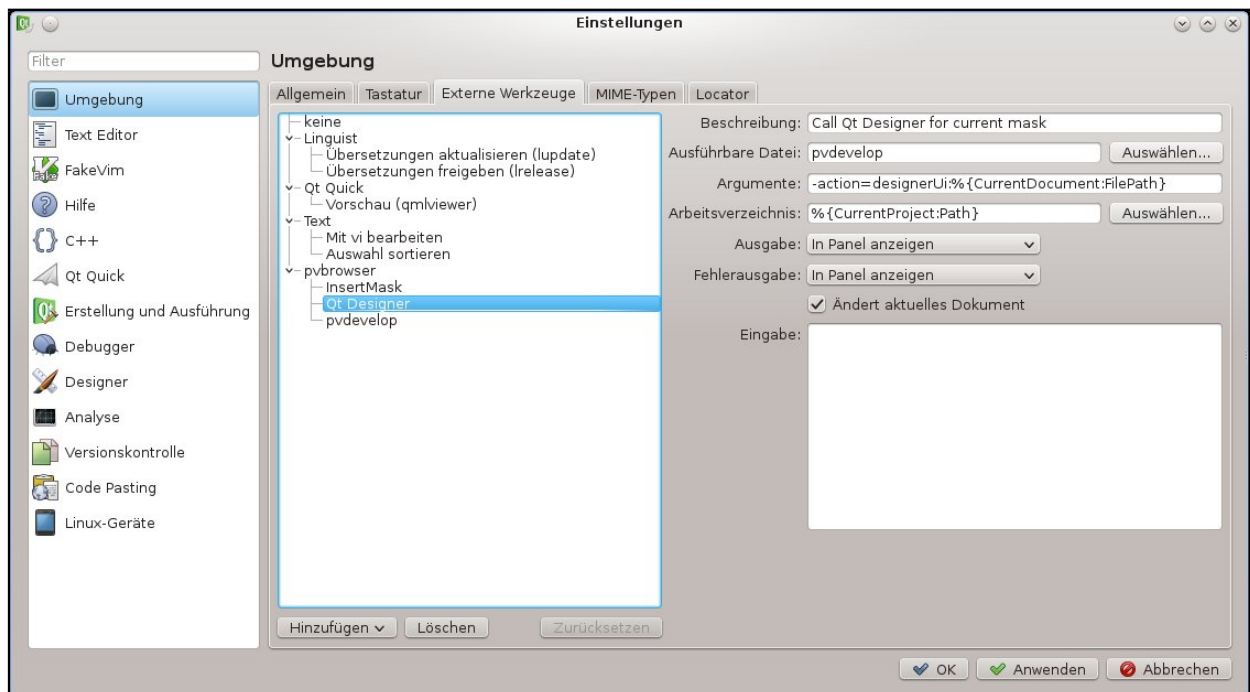 Einstellungen
Filter
Umgebung
Text Editor
FakeVim
Hilfe
C++
Qt Quick
Erstellung und Ausführung
Debugger
Designer
Analyse
Versionskontrolle
Code Pasting
Linux-Geräte
Umgebung
Allgemein Tastatur Externe Werkzeuge MIME-Typen Locator
keine
Linguist
Übersetzungen aktualisieren (lupdate)
Übersetzungen freigeben (lrelease)
Qt Quick
Vorschau (qmlviewer)
Text
Mit vi bearbeiten
Auswahl sortieren
pvbrowser
InsertMask
Qt Designer
pvdevelop
Hinzufügen Löschen Zurücksetzen
Beschreibung: Call Qt Designer for current mask
Ausführbare Datei: pvdevelop Auswählen...
Argumente: -action=designerUi:%{CurrentDocument:FilePath}
Arbeitsverzeichnis: %{CurrentProject:Path} Auswählen...
Ausgabe: In Panel anzeigen
Fehlerausgabe: In Panel anzeigen
Ändert aktuelles Dokument
Eingabe:
OK Anwenden Abbrechen